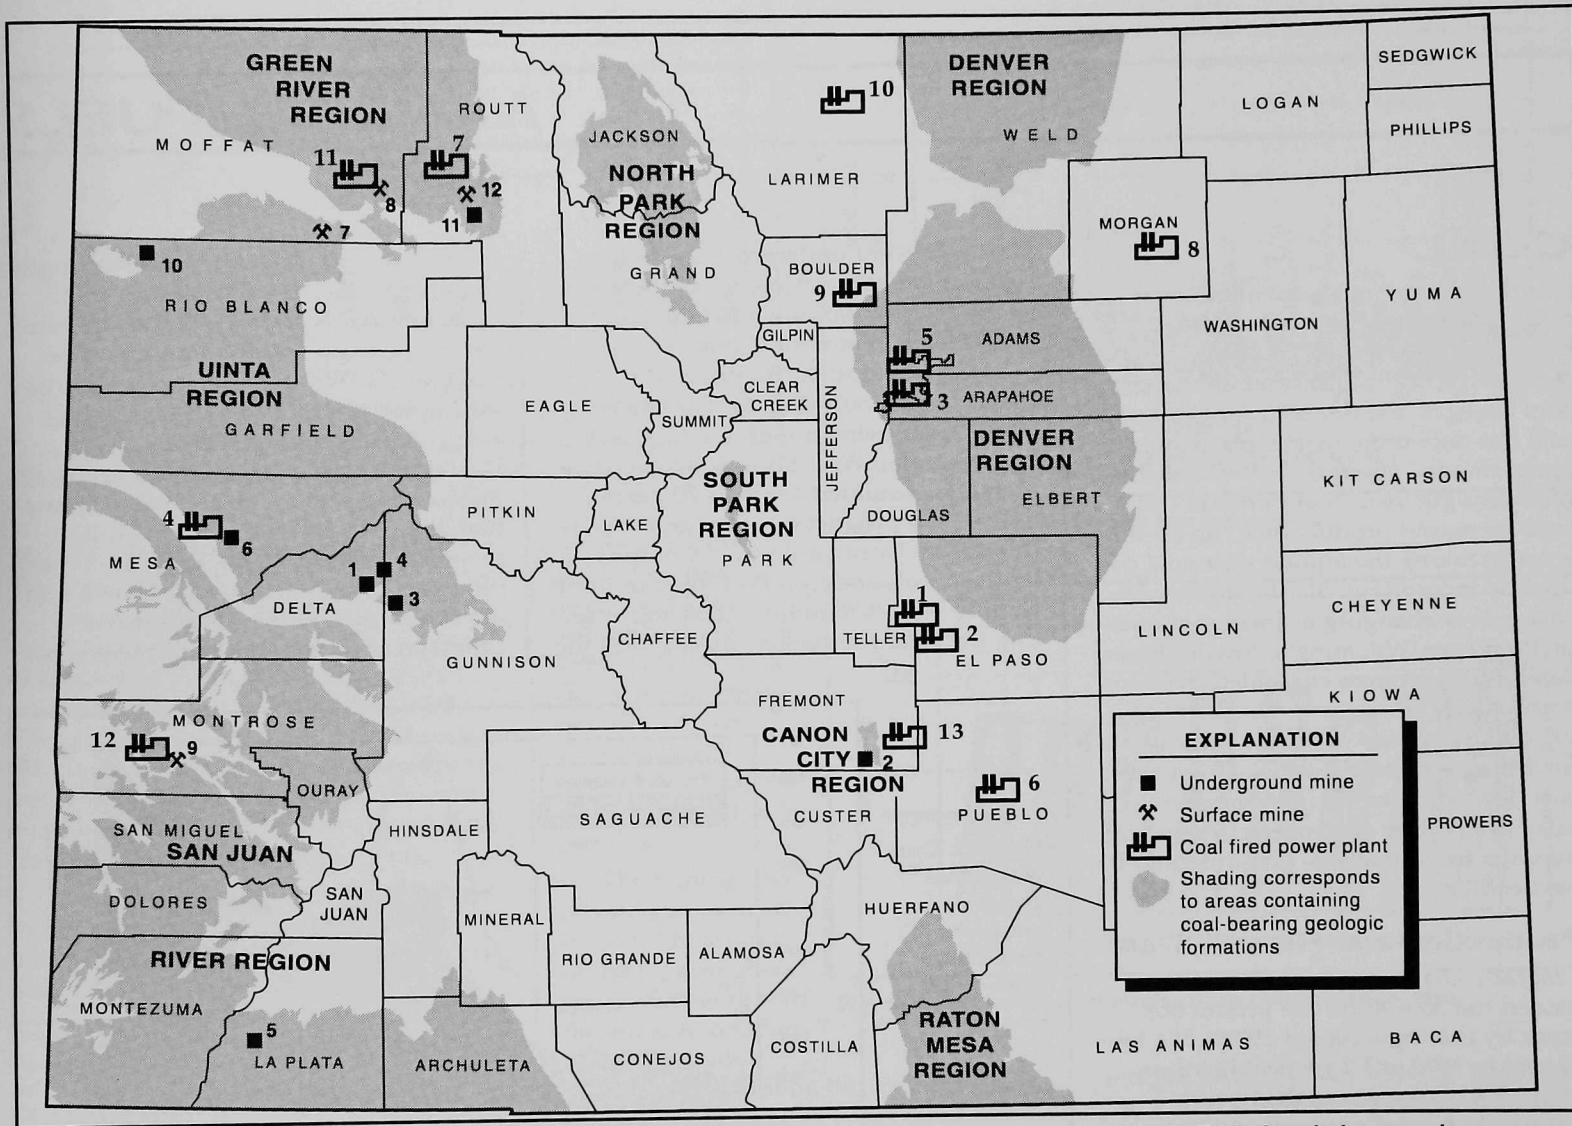 GREEN
RIVER
REGION
DENVER
REGION
SEDGWICK
LOGAN
PHILLIPS
ROUTT
MOFFAT
JACKSON
NORTH
PARK
REGION
LARIMER
WELD
10
11
7
8
12
11
7
10
MORGAN
8
YUMA
GRAND
BOULDER
9
RIO BLANCO
WASHINGTON
GILPIN
5
ADAMS
UINTA
REGION
CLEAR
CREEK
3
ARAPAHOE
EAGLE
SUMMIT
JEFFERSON
GARFIELD
DENVER
REGION
KIT CARSON
ELBERT
SOUTH
PARK
REGION
PARK
PITKIN
LAKE
DOUGLAS
4
6
MESA
1
4
3
DELTA
1
2
CHEYENNE
LINCOLN
CHAFFEE
TELLER
EL PASO
GUNNISON
KIOWA
FREMONT
MONTROSE
12
9
CANON
CITY
REGION
2
13
OURAY
6
PUEBLO
SAN MIGUEL
SAN JUAN
HINSDALE
SAGUACHE
CUSTER
PROWERS
DOLORES
SAN
JUAN
MINERAL
HUERFANO
RIVER REGION
RIO GRANDE
ALAMOSA
MONTEZUMA
5
LA PLATA
ARCHULETA
CONEJOS
COSTILLA
RATON
MESA
REGION
LAS ANIMAS
BACA
EXPLANATION
Underground mine
Surface mine
Coal fired power plant
Shading corresponds
to areas containing
coal-bearing geologic
formations